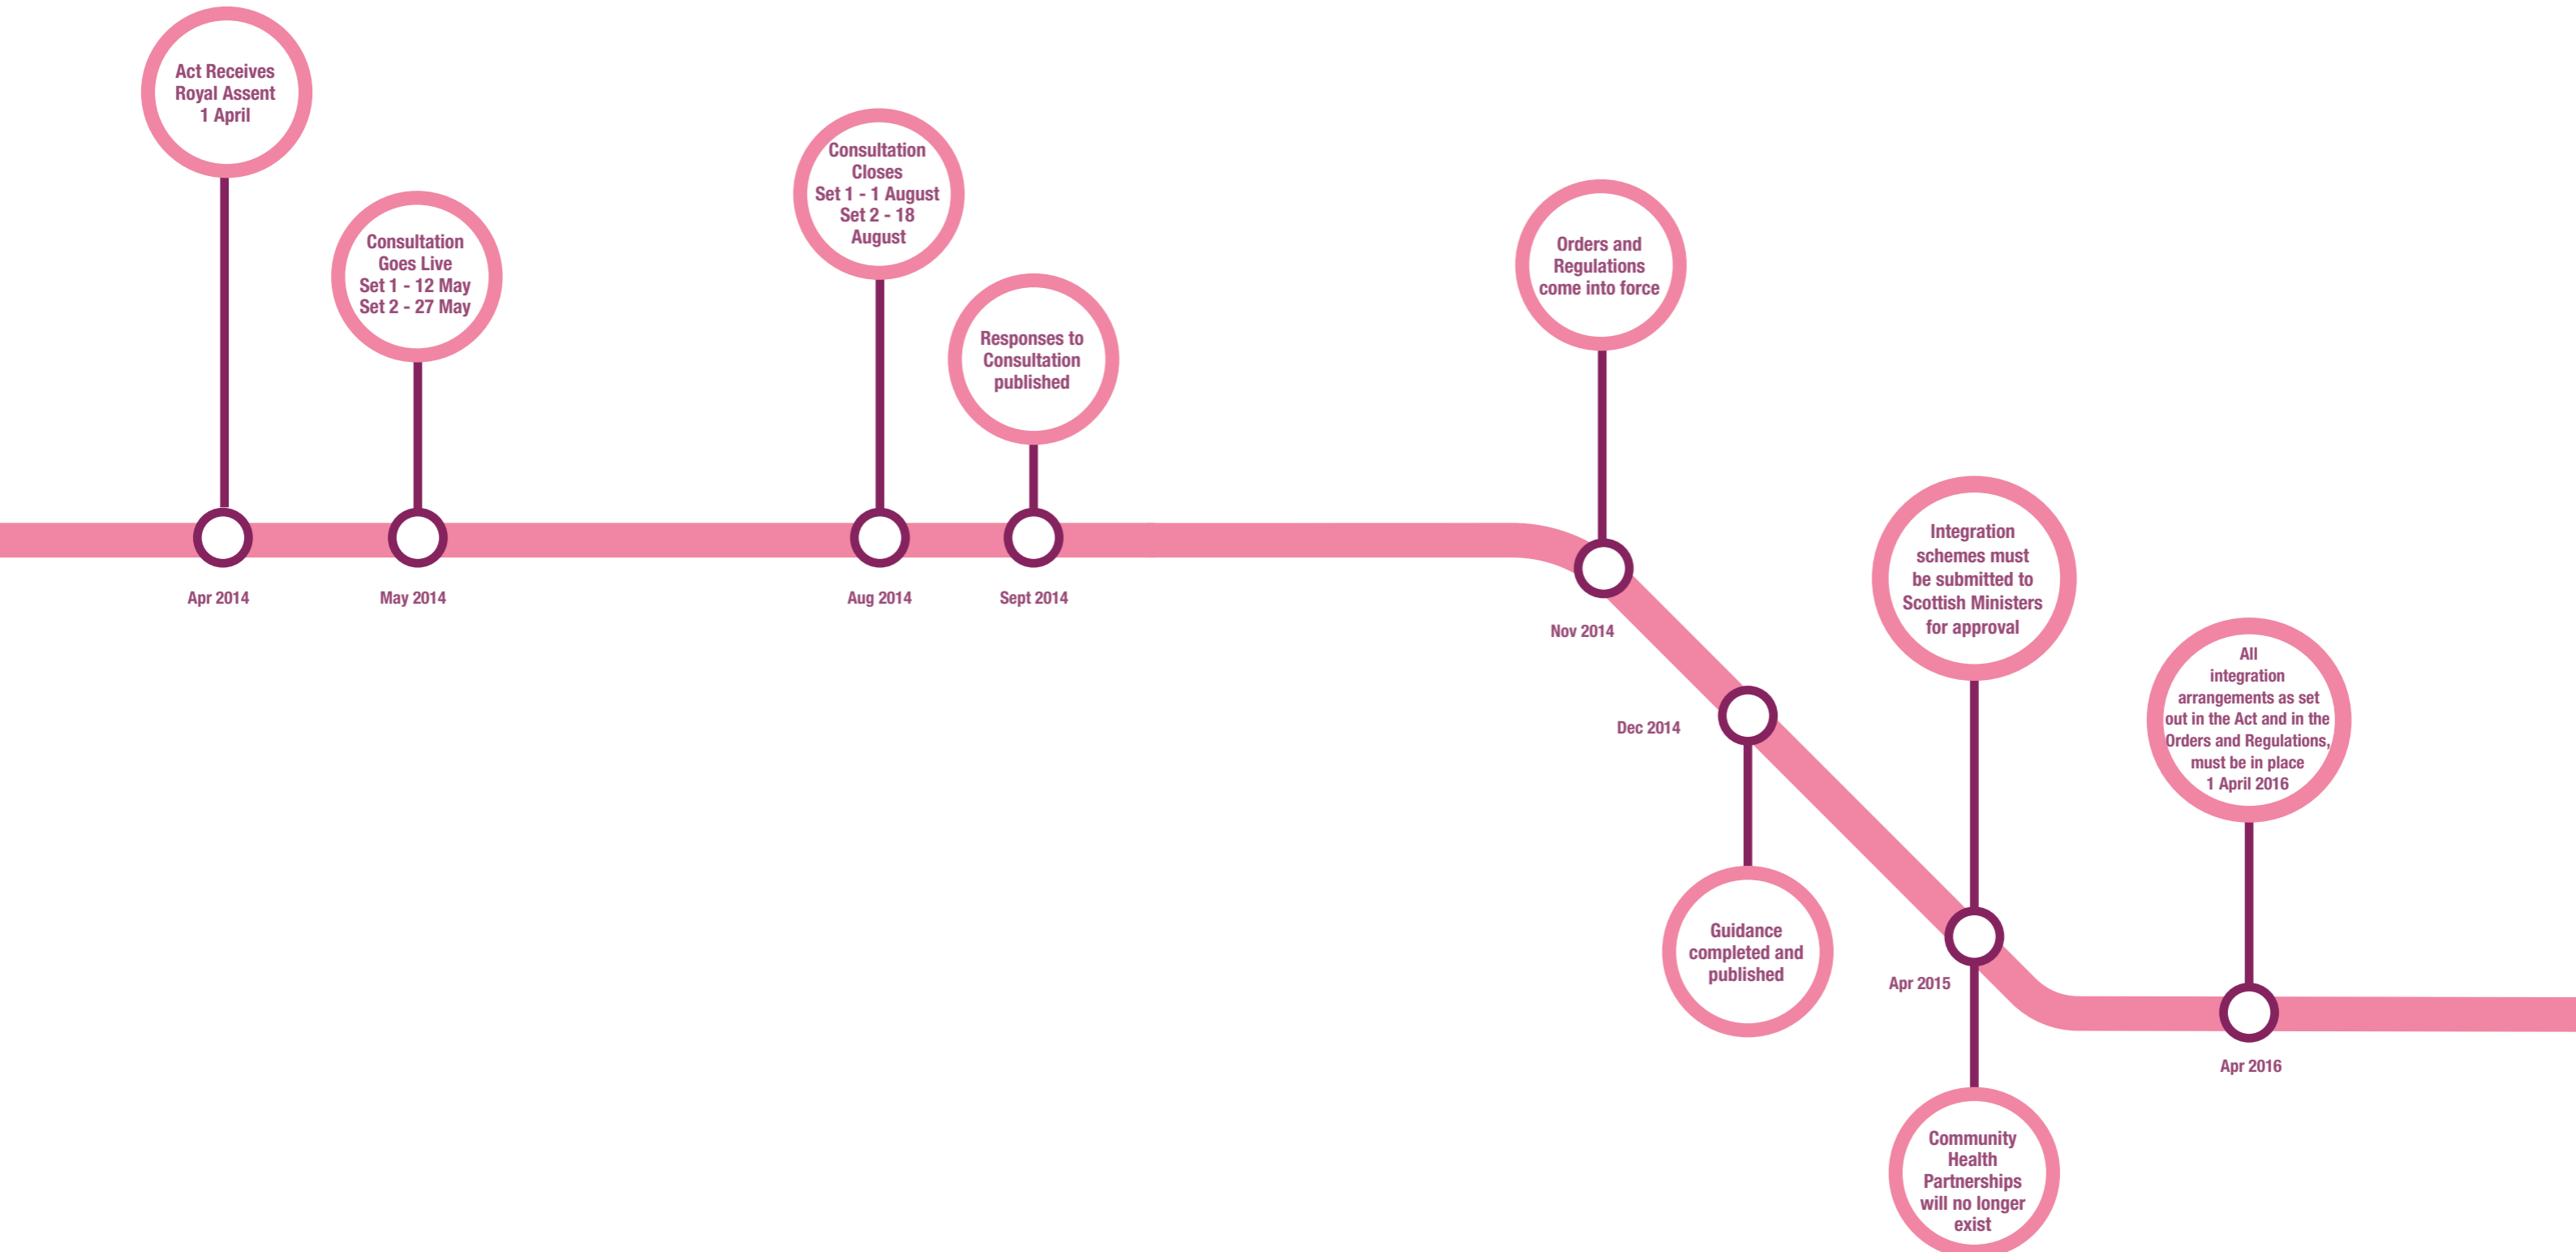 Act Receives
Royal Assent
1 April
Apr 2014
Consultation
Goes Live
Set 1 - 12 May
Set 2 - 27 May
May 2014
Consultation
Closes
Set 1 - 1 August
Set 2 - 18
August
Aug 2014
Responses to
Consultation
published
Sept 2014
Orders and
Regulations
come into force
Nov 2014
Dec 2014
Guidance
completed and
published
Integration
schemes must
be submitted to
Scottish Ministers
for approval
Apr 2015
Community
Health
Partnerships
will no longer
exist
All
integration
arrangements as set
out in the Act and in the
Orders and Regulations,
must be in place
1 April 2016
Apr 2016